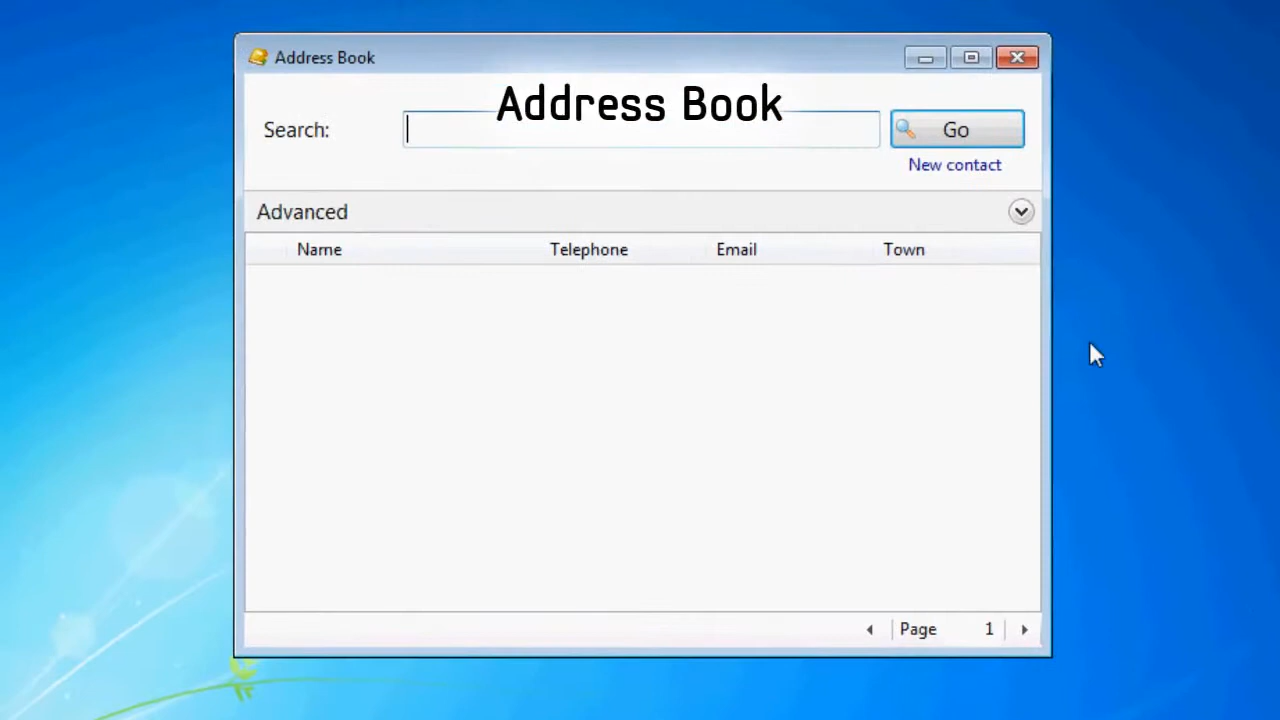 Address Book
Address Book
Search:
Go
New contact
Advanced
Name Telephone Email Town
Page 1